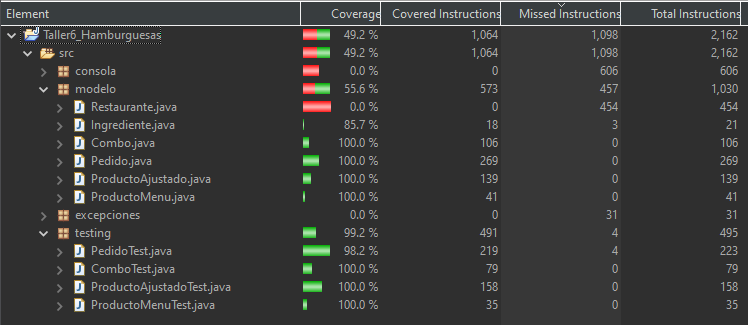 Element Coverage Covered Instructions Missed Instructions Total Instructions
Taller6_Hamburguesas 49.2 % 1,064 1,098 2,162
src 49.2 % 1,064 1,098 2,162
consola 0.0 % 0 606 606
modelo 55.6 % 573 457 1,030
Restaurante.java 0.0 % 0 454 454
Ingrediente.java 85.7 % 18 3 21
Combo.java 100.0 % 106 0 106
Pedido.java 100.0 % 269 0 269
ProductoAjustado.java 100.0 % 139 0 139
ProductoMenu.java 100.0 % 41 0 41
excepciones 0.0 % 0 31 31
testing 99.2 % 491 4 495
PedidoTest.java 98.2 % 219 4 223
ComboTest.java 100.0 % 79 0 79
ProductoAjustadoTest.java 100.0 % 158 0 158
ProductoMenuTest.java 100.0 % 35 0 35